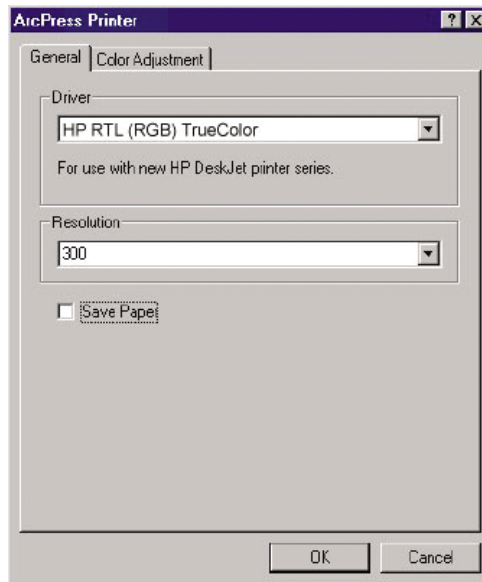 ArcPress Printer
General
Color Adjustment
Driver
HP RTL (RGB) TrueColor
For use with new HP DeskJet printer series.
Resolution
300
Save Paper
OK
Cancel